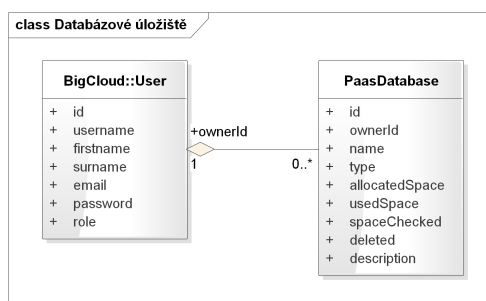 class Databázové úložiště
BigCloud::User
+ id
+ username
+ firstname
+ surname
+ email
+ password
+ role
+ownerId
1
0..*
PaasDatabase
+ id
+ ownerId
+ name
+ type
+ allocatedSpace
+ usedSpace
+ spaceChecked
+ deleted
+ description